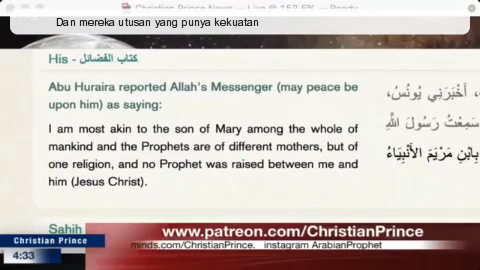 Christian Prince News — Live @ 152.5% — Ready
Dan mereka utusan yang punya kekuatan
His - كتاب الفضائل
Abu Huraira reported Allah's Messenger (may peace be
upon him) as saying:
I am most akin to the son of Mary among the whole of
mankind and the Prophets are of different mothers, but of
one religion, and no Prophet was raised between me and
him (Jesus Christ).
أَخْبَرَنِي يُونُسُ،
سَمِعْتُ رَسُولَ اللَّهِ
بِابْنِ مَرْيَمَ الأَنْبِيَاءُ
Sahih
www.patreon.com/ChristianPrince
Christian Prince
minds.com/ChristianPrince. instagram ArabianProphet
4:33